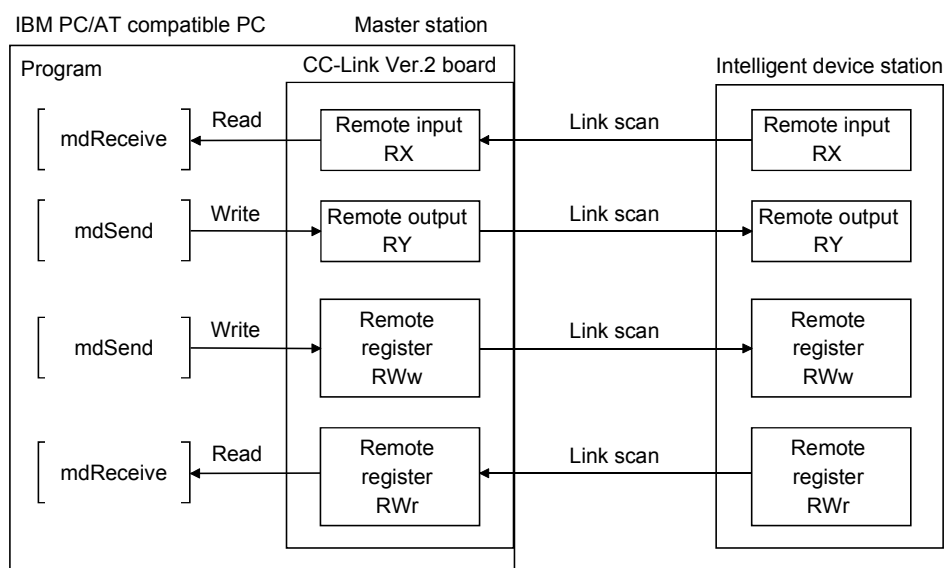 IBM PC/AT compatible PC
Master station
Program
CC-Link Ver.2 board
Intelligent device station
mdReceive
Read
Remote input
RX
Link scan
Remote input
RX
mdSend
Write
Remote output
RY
Link scan
Remote output
RY
mdSend
Write
Remote
register
RWw
Link scan
Remote
register
RWw
mdReceive
Read
Remote
register
RWr
Link scan
Remote
register
RWr